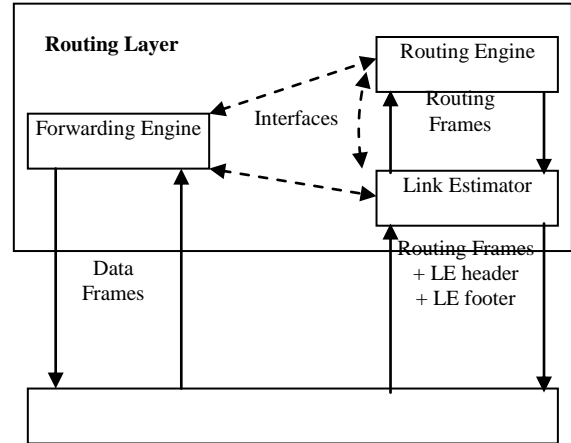 Routing Layer
Routing Engine
Routing
Frames
Interfaces
Forwarding Engine
Link Estimator
Data
Frames
Routing Frames
+ LE header
+ LE footer